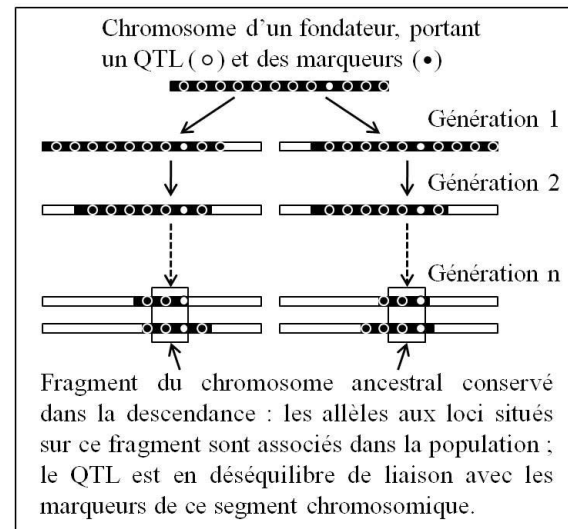 Chromosome d’un fondateur, portant
un QTL ( ) et des marqueurs ( )
Génération 1
Génération 2
Génération n
Fragment du chromosome ancestral conservé
dans la descendance : les allèles aux loci situés
sur ce fragment sont associés dans la population ;
le QTL est en déséquilibre de liaison avec les
marqueurs de ce segment chromosomique.